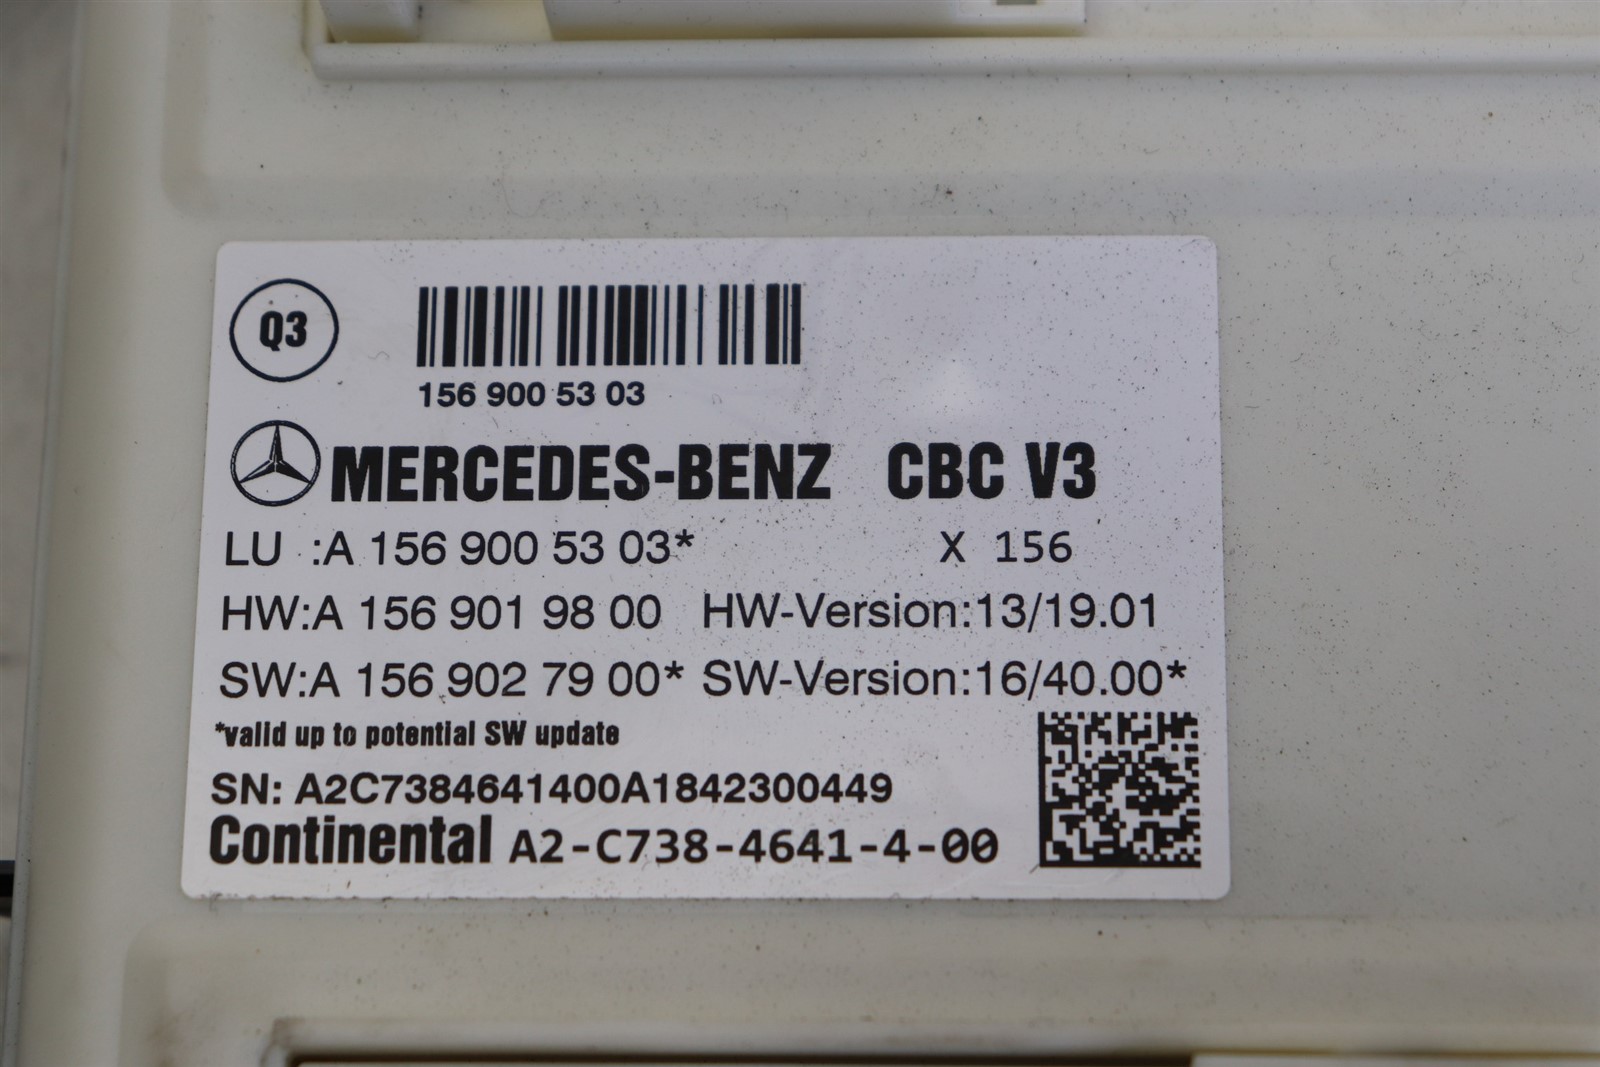 Q3
156 900 53 03
MERCEDES-BENZ CBC V3
LU :A 156 900 53 03* X 156
HW:A 156 901 98 00 HW-Version:13/19.01
SW:A 156 902 79 00* SW-Version:16/40.00*
*valid up to potential SW update
SN: A2C7384641400A1842300449
Continental A2-C738-4641-4-00